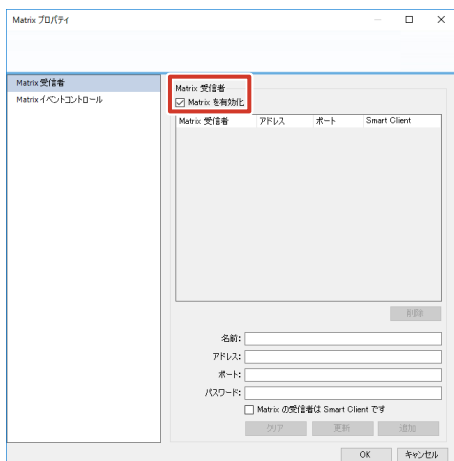 Matrix プロパティ
Matrix 受信者
Matrix イベントコントロール
Matrix 受信者
Matrix を有効化
Matrix 受信者 アドレス ポート Smart Client
削除
名前:
アドレス:
ポート:
パスワード:
Matrix の受信者は Smart Client です
クリア 更新 追加
OK キャンセル